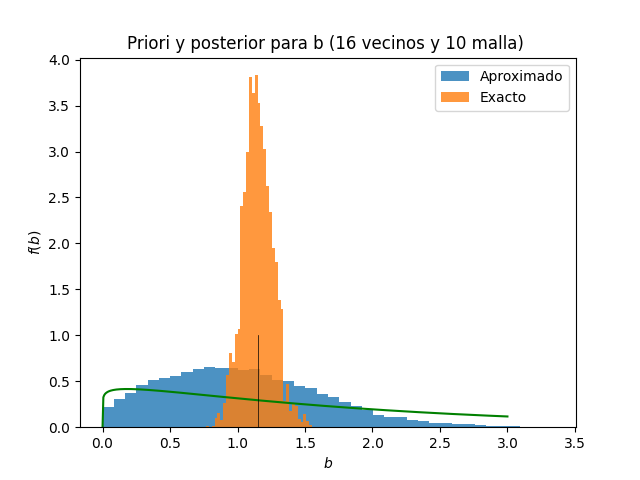 Priori y posterior para b (16 vecinos y 10 malla)
Aproximado
Exacto
4.0
3.5
3.0
2.5
2.0
1.5
1.0
0.5
0.0
f(b)
0.0 0.5 1.0 1.5 2.0 2.5 3.0 3.5
b